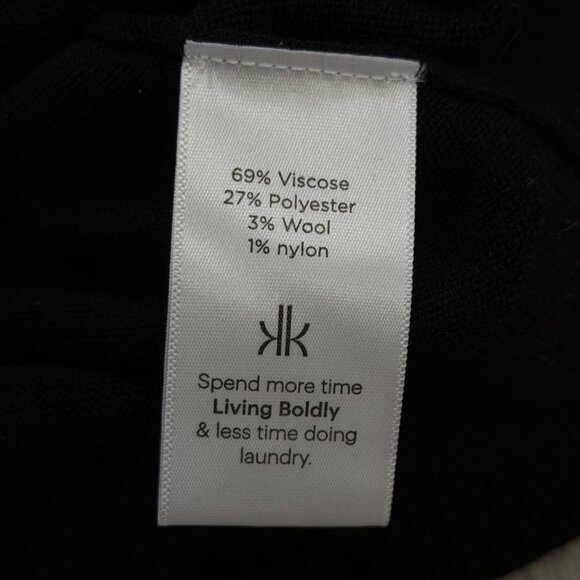 69% Viscose
27% Polyester
3% Wool
1% nylon
kk
Spend more time
Living Boldly
& less time doing
laundry.